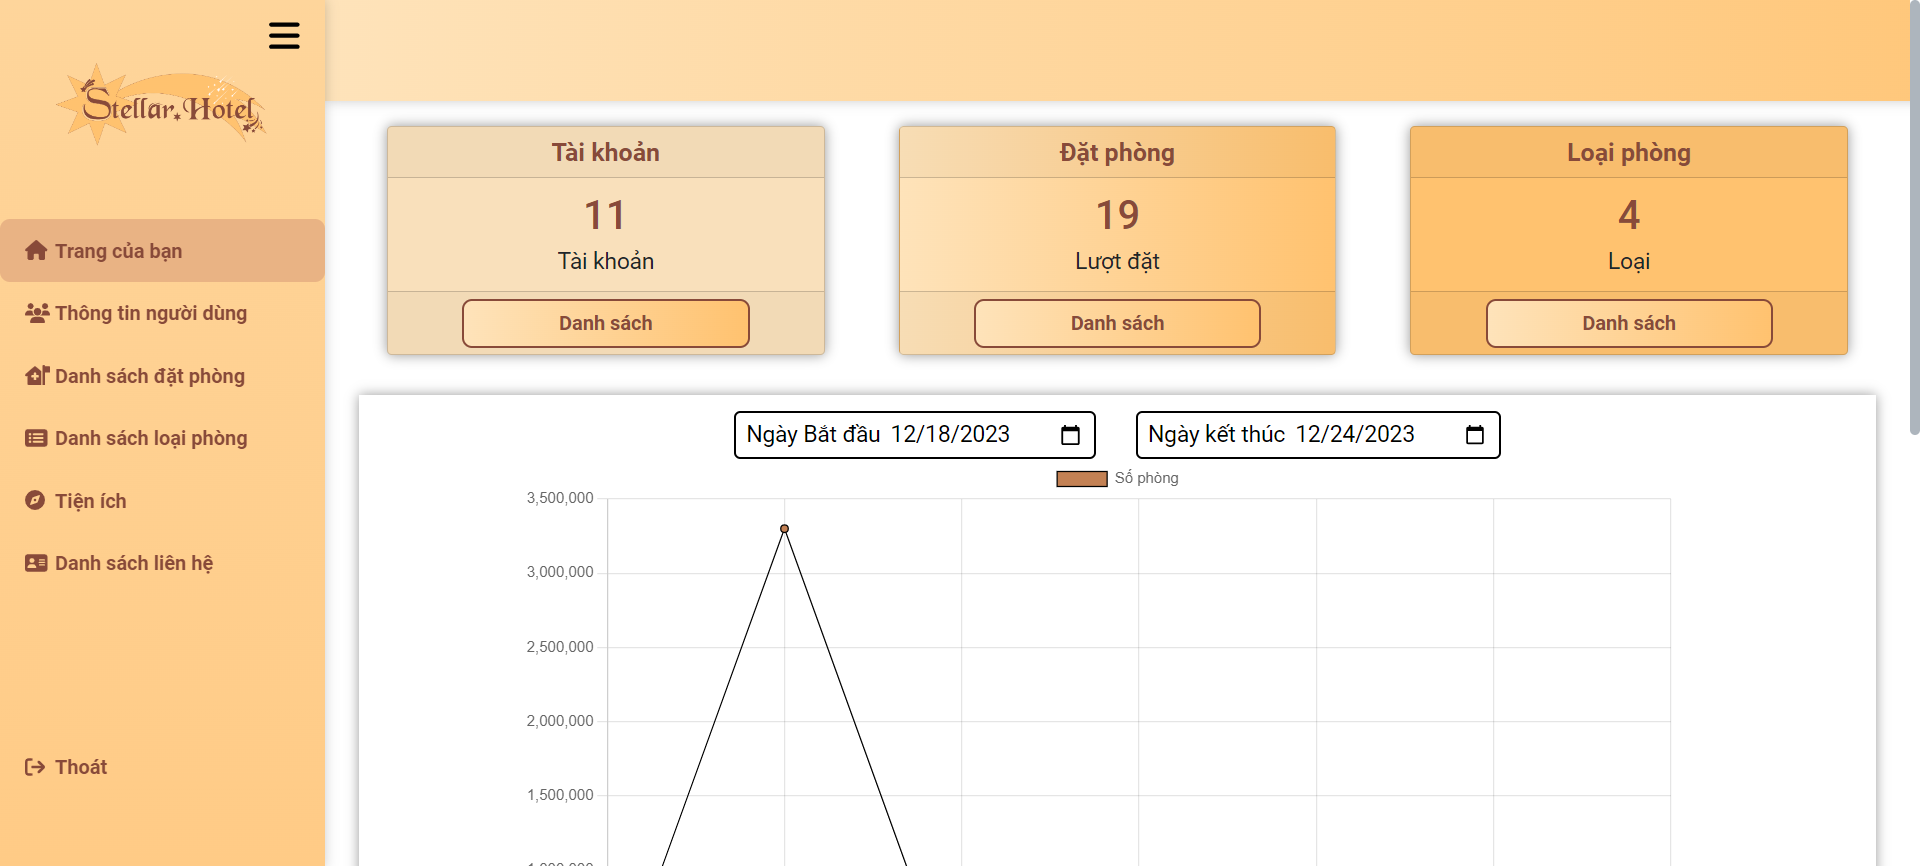 Stellar Hotel
Trang của bạn
Thông tin người dùng
Danh sách đặt phòng
Danh sách loại phòng
Tiện ích
Danh sách liên hệ
Thoát
Tài khoản
11
Tài khoản
Danh sách
Đặt phòng
19
Lượt đặt
Danh sách
Loại phòng
4
Loại
Danh sách
Ngày Bắt đầu 12/18/2023
Ngày kết thúc 12/24/2023
Số phòng
3,500,000
3,000,000
2,500,000
2,000,000
1,500,000